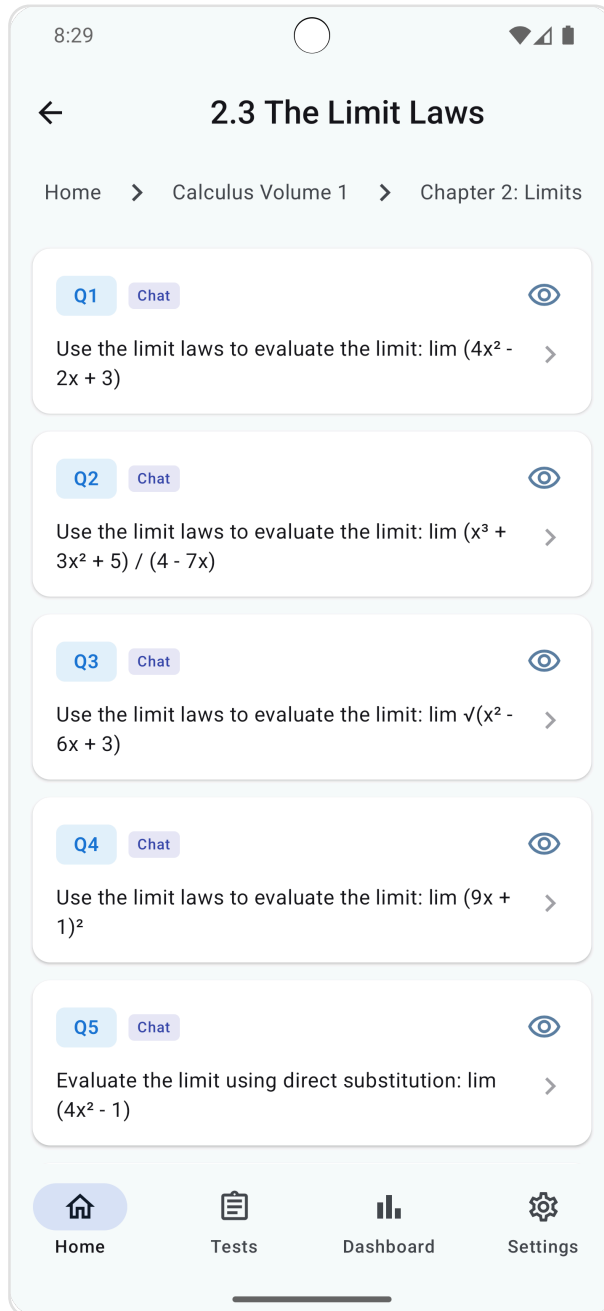 8:29
2.3 The Limit Laws
Home > Calculus Volume 1 > Chapter 2: Limits
Q1 Chat
Use the limit laws to evaluate the limit: lim (4x² -
2x + 3)
Q2 Chat
Use the limit laws to evaluate the limit: lim (x³ +
3x² + 5) / (4 - 7x)
Q3 Chat
Use the limit laws to evaluate the limit: lim √(x² -
6x + 3)
Q4 Chat
Use the limit laws to evaluate the limit: lim (9x +
1)²
Q5 Chat
Evaluate the limit using direct substitution: lim
(4x² - 1)
Home Tests Dashboard Settings